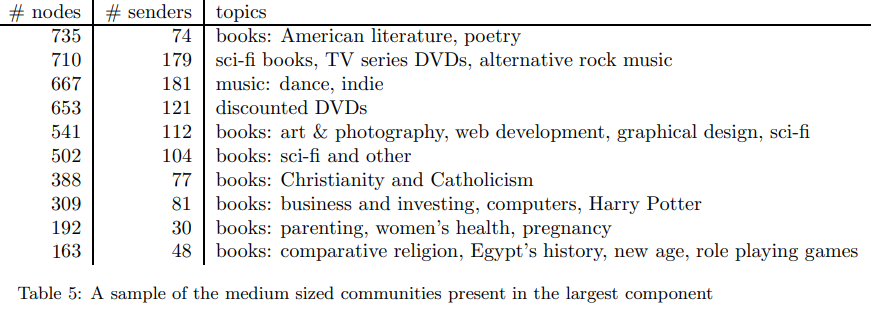 # nodes # senders topics
735 74 books: American literature, poetry
710 179 sci-fi books, TV series DVDs, alternative rock music
667 181 music: dance, indie
653 121 discounted DVDs
541 112 books: art & photography, web development, graphical design, sci-fi
502 104 books: sci-fi and other
388 77 books: Christianity and Catholicism
309 81 books: business and investing, computers, Harry Potter
192 30 books: parenting, women's health, pregnancy
163 48 books: comparative religion, Egypt's history, new age, role playing games
Table 5: A sample of the medium sized communities present in the largest component